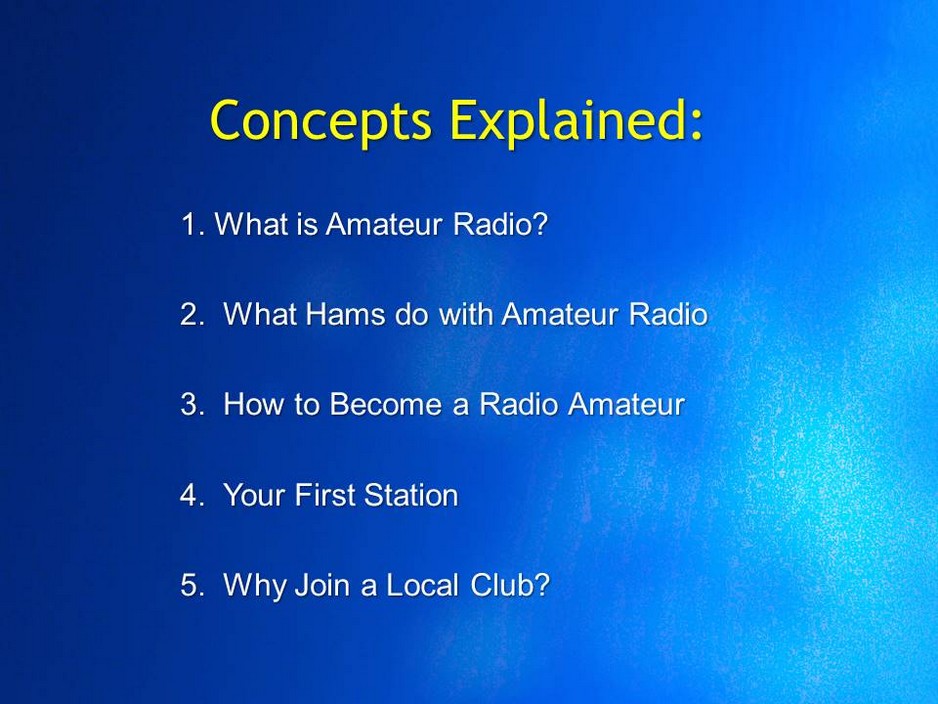 Concepts Explained:
1. What is Amateur Radio?
2. What Hams do with Amateur Radio
3. How to Become a Radio Amateur
4. Your First Station
5. Why Join a Local Club?